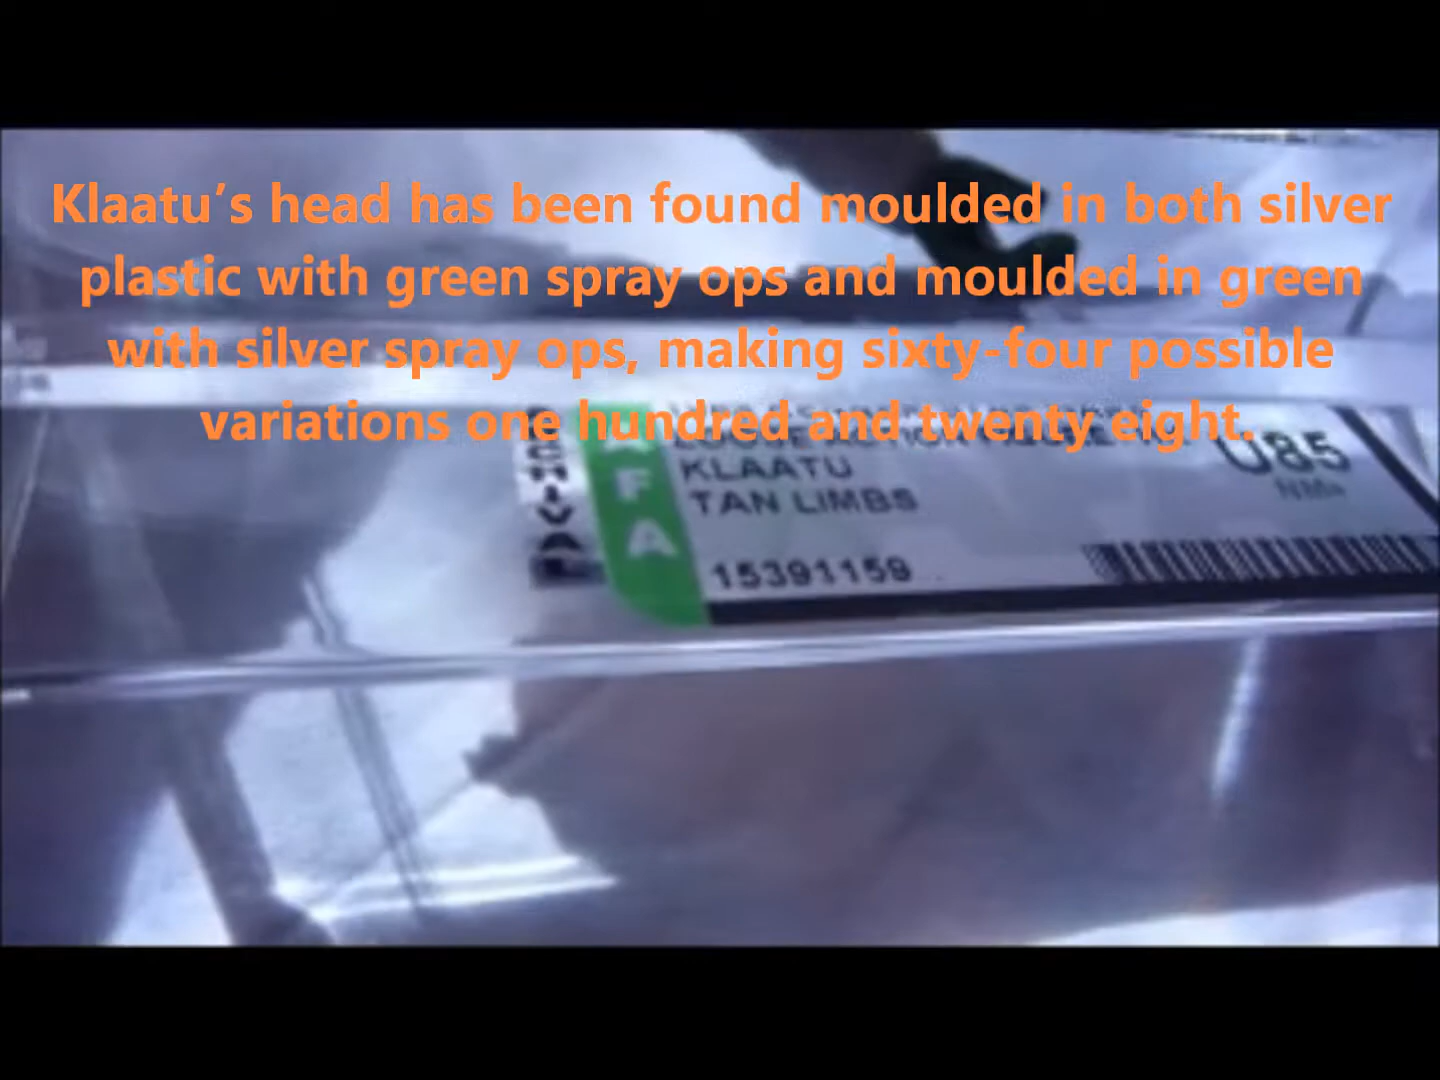 Klaatu’s head has been found moulded in both silver
plastic with green spray ops and moulded in green
with silver spray ops, making sixty-four possible
variations one hundred and twenty eight.
AFA
U85
NM+
KLAATU
TAN LIMBS
15391159